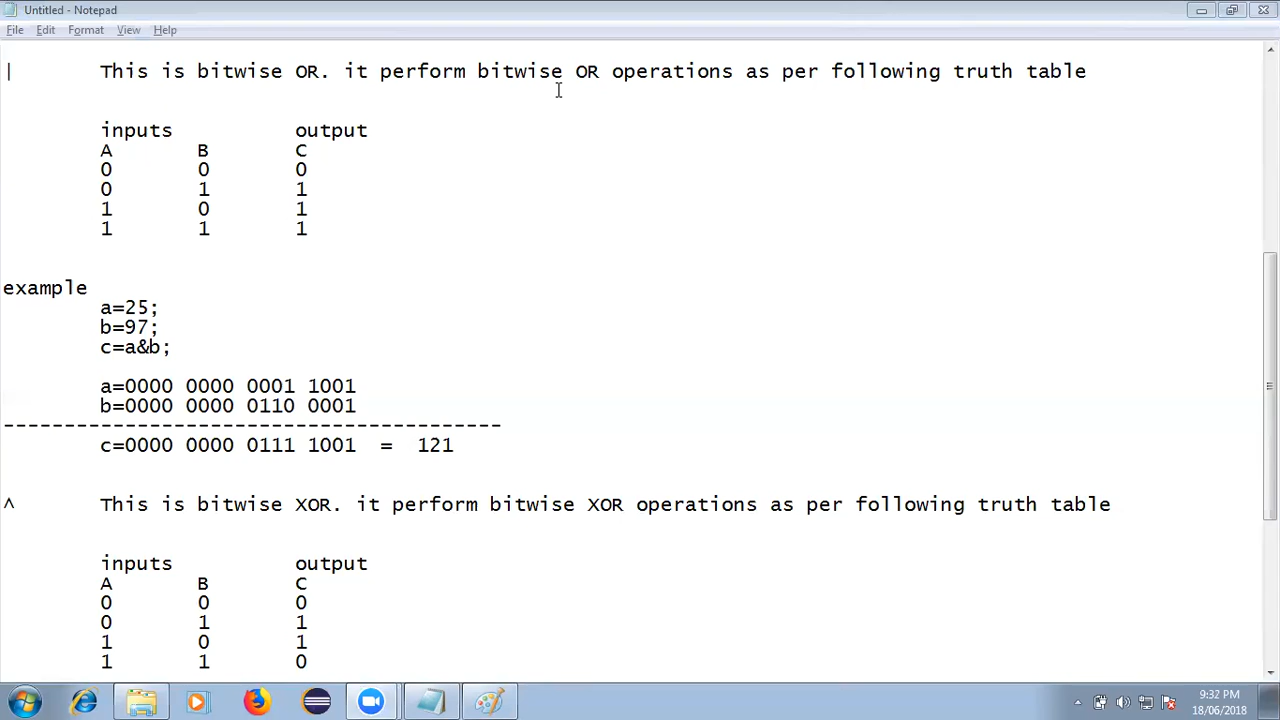 Untitled - Notepad
File Edit Format View Help
| This is bitwise OR. it perform bitwise OR operations as per following truth table
inputs output
A B C
0 0 0
0 1 1
1 0 1
1 1 1
example
a=25;
b=97;
c=a&b;
a=0000 0000 0001 1001
b=0000 0000 0110 0001
-----------------------------------------
c=0000 0000 0111 1001 = 121
^ This is bitwise XOR. it perform bitwise XOR operations as per following truth table
inputs output
A B C
0 0 0
0 1 1
1 0 1
1 1 0
9:32 PM
18/06/2018